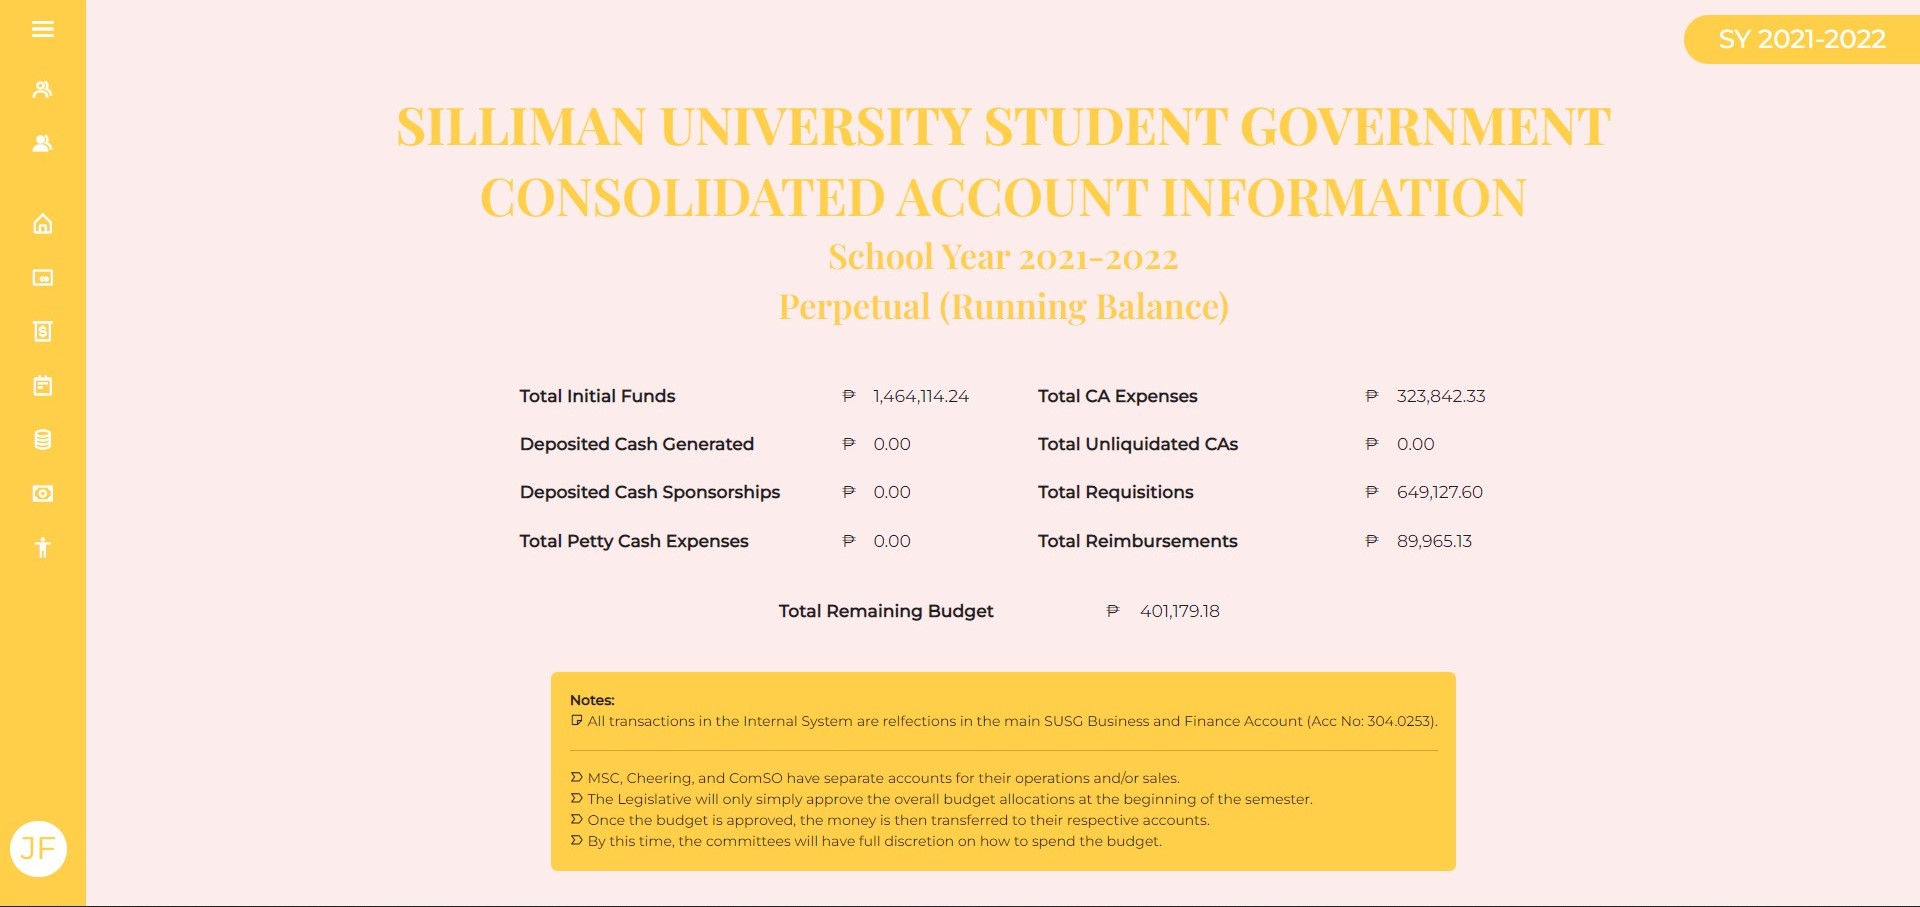 SY 2021-2022
SILLIMAN UNIVERSITY STUDENT GOVERNMENT
CONSOLIDATED ACCOUNT INFORMATION
School Year 2021-2022
Perpetual (Running Balance)
Total Initial Funds ₱ 1,464,114.24 Total CA Expenses ₱ 323,842.33
Deposited Cash Generated ₱ 0.00 Total Unliquidated CAs ₱ 0.00
Deposited Cash Sponsorships ₱ 0.00 Total Requisitions ₱ 649,127.60
Total Petty Cash Expenses ₱ 0.00 Total Reimbursements ₱ 89,965.13
Total Remaining Budget ₱ 401,179.18
Notes:
All transactions in the Internal System are relfections in the main SUSG Business and Finance Account (Acc No: 304.0253).
MSC, Cheering, and ComSO have separate accounts for their operations and/or sales.
The Legislative will only simply approve the overall budget allocations at the beginning of the semester.
Once the budget is approved, the money is then transferred to their respective accounts.
By this time, the committees will have full discretion on how to spend the budget.
JF